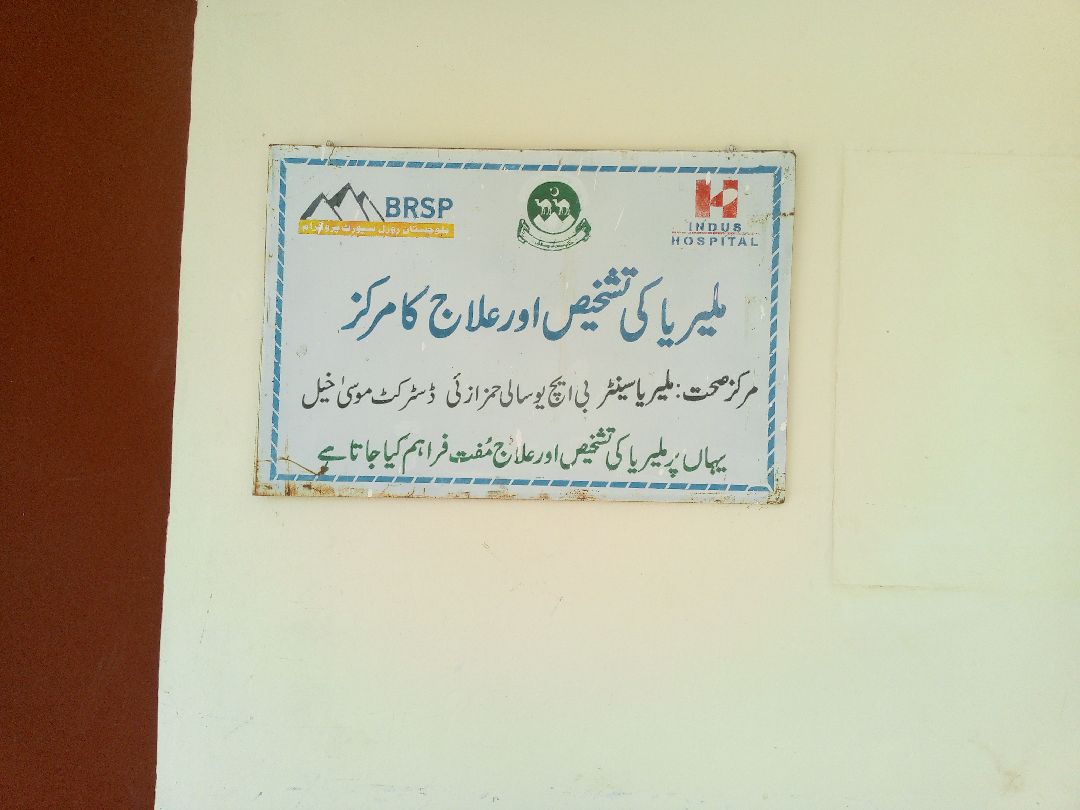 BRSP
بلوچستان رورل سپورٹ پروگرام
INDUS
HOSPITAL
ملیریا کی تشخیص اور علاج کا مرکز
مرکز صحت: ملیریا سینٹر بی ایچ یو سالی حمزازئی ڈسٹرکٹ موسیٰ خیل
یہاں پر ملیریا کی تشخیص اور علاج مُفت فراہم کیا جاتا ہے